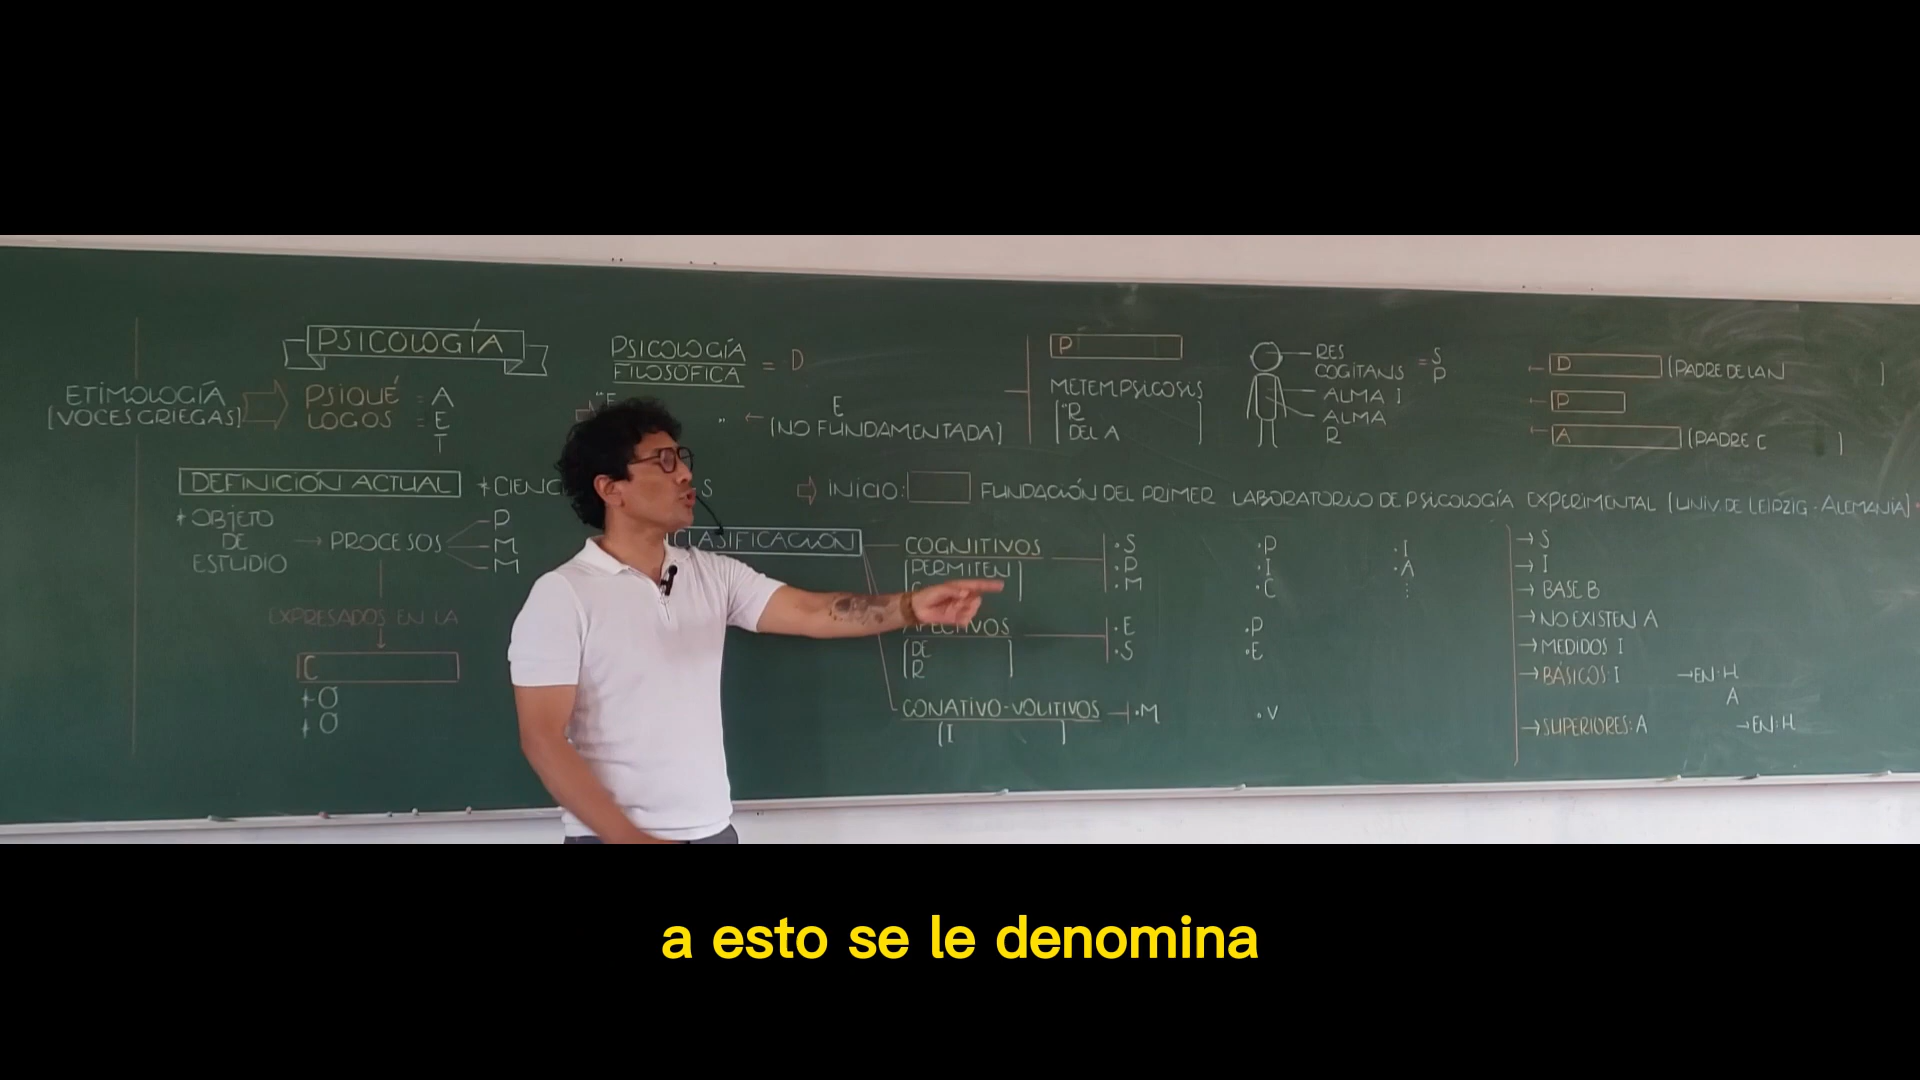 PSICOLOGÍA
ETIMOLOGÍA
[VOCES GRIEGAS]
PSIQUÉ = A
LOGOS = E
T
PSICOLOGÍA
FILOSÓFICA = D
"E
" ← E
[NO FUNDAMENTADA]
P
METEMPSICOSIS
["R
DEL A ]
RES
COGITANS = S
P
ALMA I
ALMA
R
D [PADRE DE LA N ]
P
A [PADRE C ]
DEFINICIÓN ACTUAL
* CIENC
S
⇨ INICIO: FUNDACIÓN DEL PRIMER LABORATORIO DE PSICOLOGÍA EXPERIMENTAL [UNIV. DE LEIPZIG - ALEMANIA]
* OBJETO
DE
ESTUDIO
→ PROCESOS
P
M
M
EXPRESADOS EN LA
C
+ O
+ O
CLASIFICACIÓN
COGNITIVOS
[PERMITEN ]
.S .P .I
.P .I .A
.M .C
AFECTIVOS
[DE
R ]
.E .P
.S .E
CONATIVO-VOLITIVOS .M .V
[I ]
→ S
→ I
→ BASE B
→ NO EXISTEN A
→ MEDIDOS I
→ BÁSICOS: I → EN: H
A
→ SUPERIORES: A → EN: H
a esto se le denomina